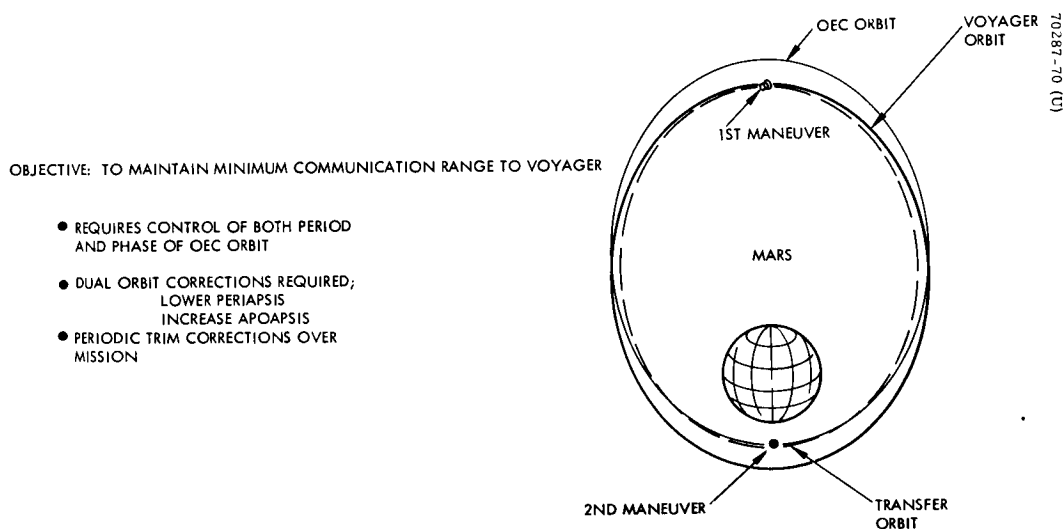 OEC ORBIT
VOYAGER
ORBIT
70287-70 (U)
1ST MANEUVER
OBJECTIVE: TO MAINTAIN MINIMUM COMMUNICATION RANGE TO VOYAGER
● REQUIRES CONTROL OF BOTH PERIOD
AND PHASE OF OEC ORBIT
● DUAL ORBIT CORRECTIONS REQUIRED;
LOWER PERIAPSIS
INCREASE APOAPSIS
● PERIODIC TRIM CORRECTIONS OVER
MISSION
MARS
2ND MANEUVER
TRANSFER
ORBIT